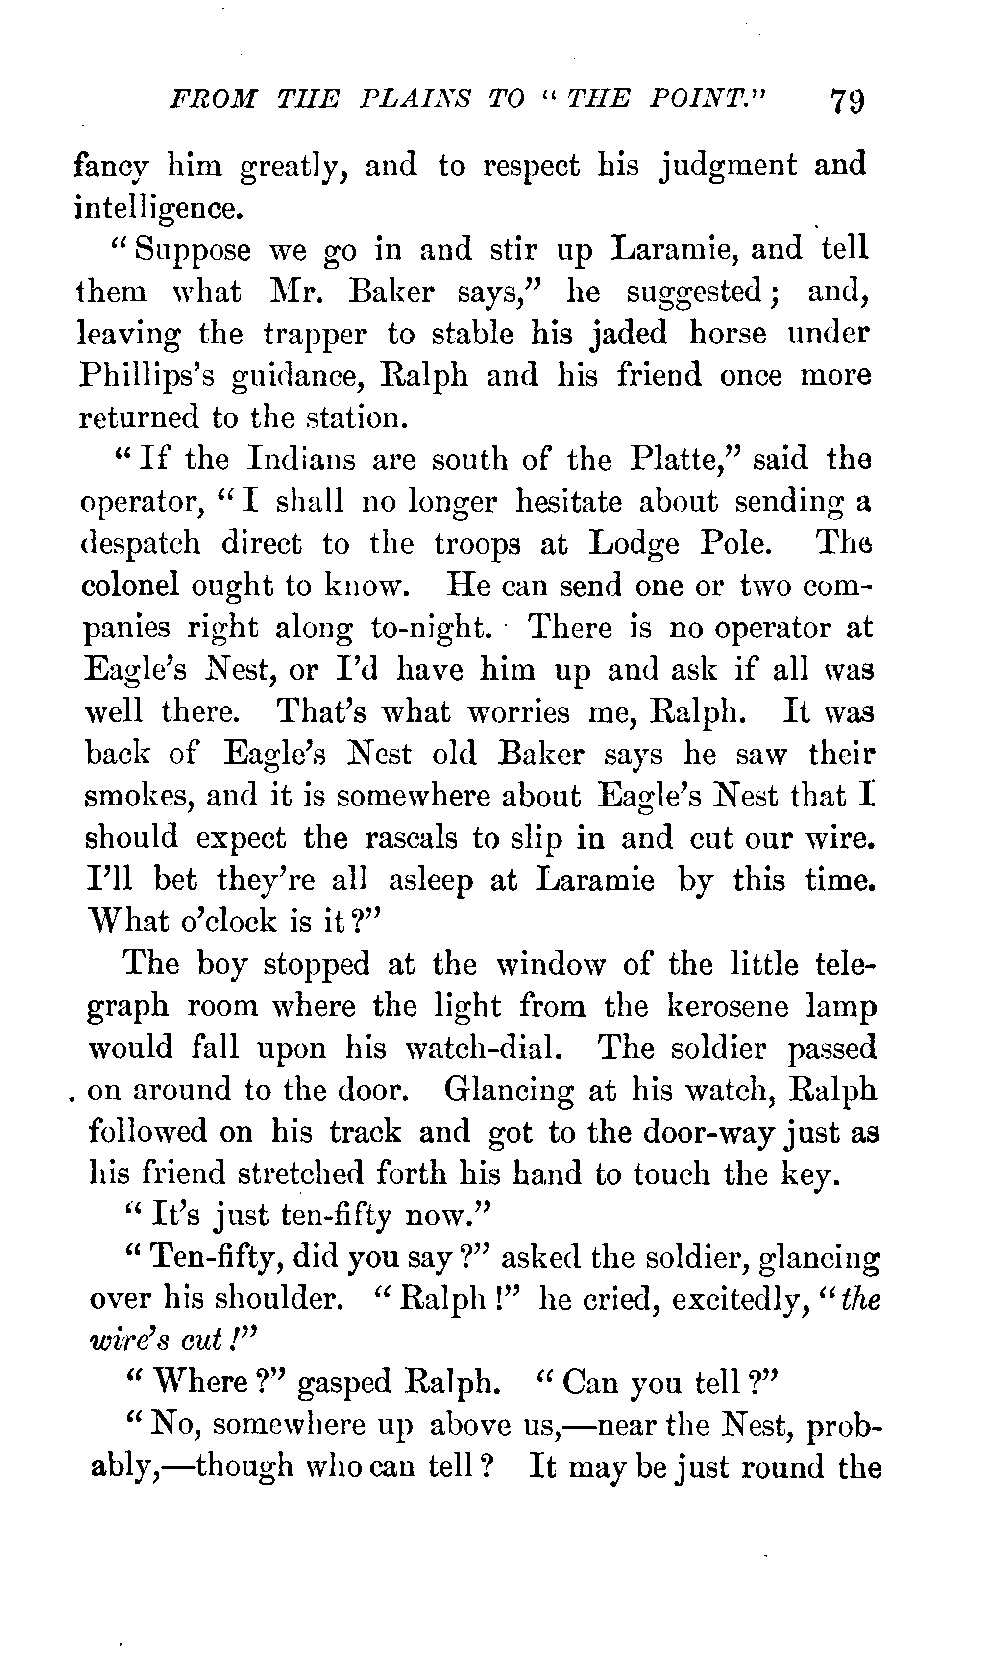 FROM THE PLAINS TO “THE POINT.” 79
fancy him greatly, and to respect his judgment and
intelligence.
“Suppose we go in and stir up Laramie, and tell
them what Mr. Baker says,” he suggested; and,
leaving the trapper to stable his jaded horse under
Phillips’s guidance, Ralph and his friend once more
returned to the station.
“If the Indians are south of the Platte,” said the
operator, “I shall no longer hesitate about sending a
despatch direct to the troops at Lodge Pole. The
colonel ought to know. He can send one or two com-
panies right along to-night. There is no operator at
Eagle’s Nest, or I’d have him up and ask if all was
well there. That’s what worries me, Ralph. It was
back of Eagle’s Nest old Baker says he saw their
smokes, and it is somewhere about Eagle’s Nest that I
should expect the rascals to slip in and cut our wire.
I’ll bet they’re all asleep at Laramie by this time.
What o’clock is it?”
The boy stopped at the window of the little tele-
graph room where the light from the kerosene lamp
would fall upon his watch-dial. The soldier passed
on around to the door. Glancing at his watch, Ralph
followed on his track and got to the door-way just as
his friend stretched forth his hand to touch the key.
“It’s just ten-fifty now.”
“Ten-fifty, did you say?” asked the soldier, glancing
over his shoulder. “Ralph!” he cried, excitedly, “the
wire’s cut!”
“Where?” gasped Ralph. “Can you tell?”
“No, somewhere up above us,—near the Nest, prob-
ably,—though who can tell? It may be just round the